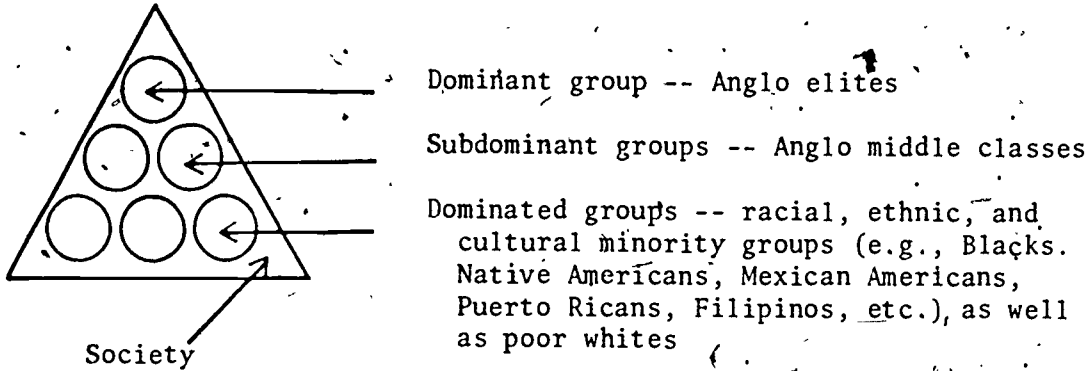 Dominant group -- Anglo elites
Subdominant groups -- Anglo middle classes
Dominated groups -- racial, ethnic, and
cultural minority groups (e.g., Blacks.
Native Americans, Mexican Americans,
Puerto Ricans, Filipinos, etc.), as well
as poor whites
Society